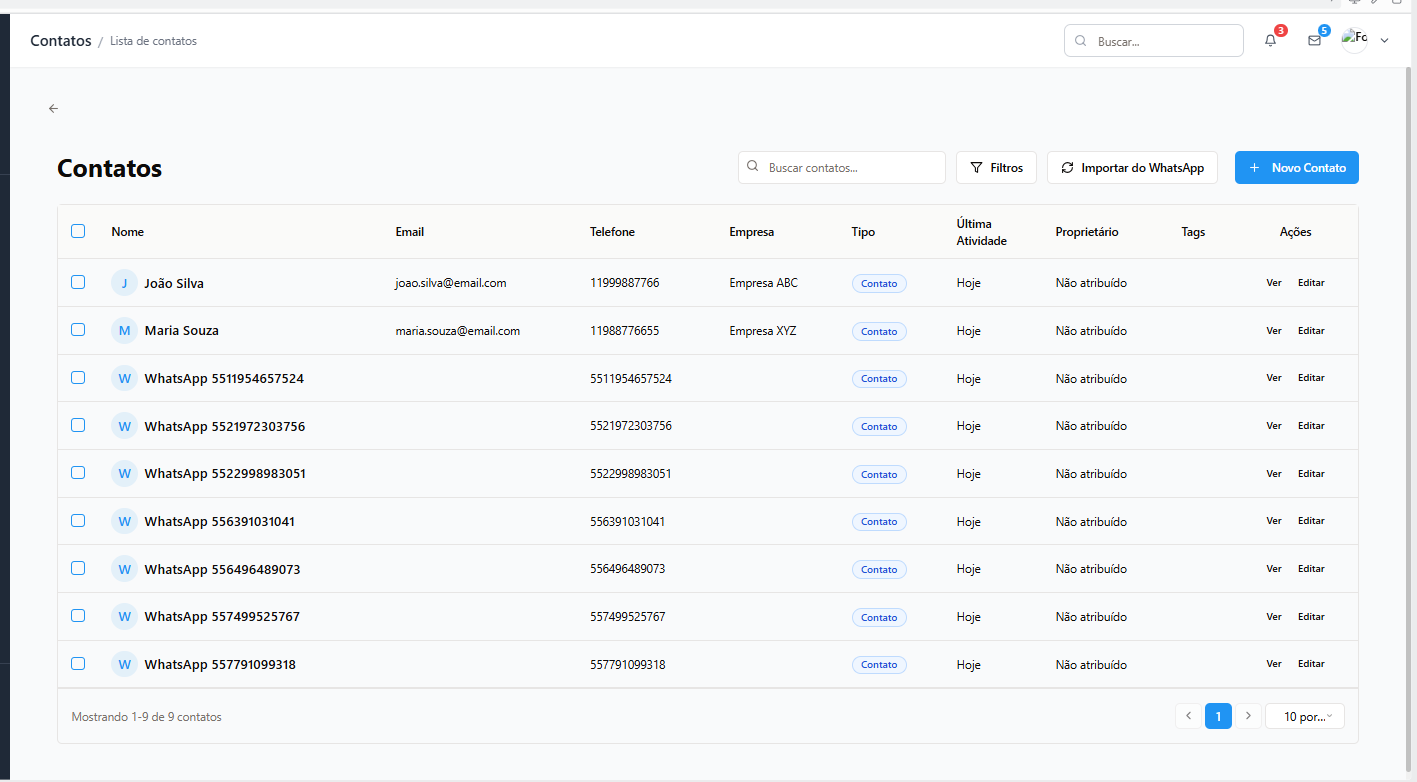 Contatos / Lista de contatos
Buscar...
3
5
Fo
Contatos
Buscar contatos...
Filtros
Importar do WhatsApp
+ Novo Contato
Nome Email Telefone Empresa Tipo Última Atividade Proprietário Tags Ações
J João Silva joao.silva@email.com 11999887766 Empresa ABC Contato Hoje Não atribuído Ver Editar
M Maria Souza maria.souza@email.com 11988776655 Empresa XYZ Contato Hoje Não atribuído Ver Editar
W WhatsApp 5511954657524 5511954657524 Contato Hoje Não atribuído Ver Editar
W WhatsApp 5521972303756 5521972303756 Contato Hoje Não atribuído Ver Editar
W WhatsApp 5522998983051 5522998983051 Contato Hoje Não atribuído Ver Editar
W WhatsApp 556391031041 556391031041 Contato Hoje Não atribuído Ver Editar
W WhatsApp 556496489073 556496489073 Contato Hoje Não atribuído Ver Editar
W WhatsApp 557499525767 557499525767 Contato Hoje Não atribuído Ver Editar
W WhatsApp 557791099318 557791099318 Contato Hoje Não atribuído Ver Editar
Mostrando 1-9 de 9 contatos
1
10 por...